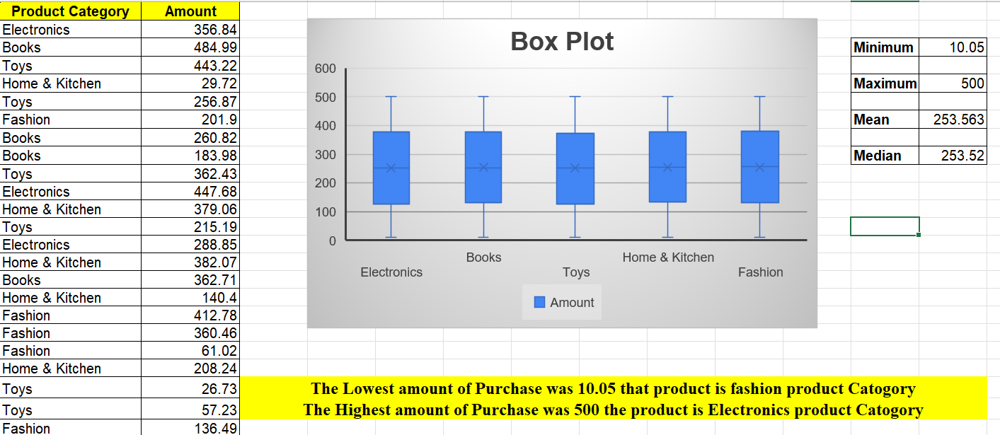 Product Category Amount
Electronics 356.84
Books 484.99
Toys 443.22
Home & Kitchen 29.72
Toys 256.87
Fashion 201.9
Books 260.82
Books 183.98
Toys 362.43
Electronics 447.68
Home & Kitchen 379.06
Toys 215.19
Electronics 288.85
Home & Kitchen 382.07
Books 362.71
Home & Kitchen 140.4
Fashion 412.78
Fashion 360.46
Fashion 61.02
Home & Kitchen 208.24
Toys 26.73
Toys 57.23
Fashion 136.49
Box Plot
600
500
400
300
200
100
0
Electronics
Books
Toys
Home & Kitchen
Fashion
Amount
Minimum 10.05
Maximum 500
Mean 253.563
Median 253.52
The Lowest amount of Purchase was 10.05 that product is fashion product Catogory
The Highest amount of Purchase was 500 the product is Electronics product Catogory